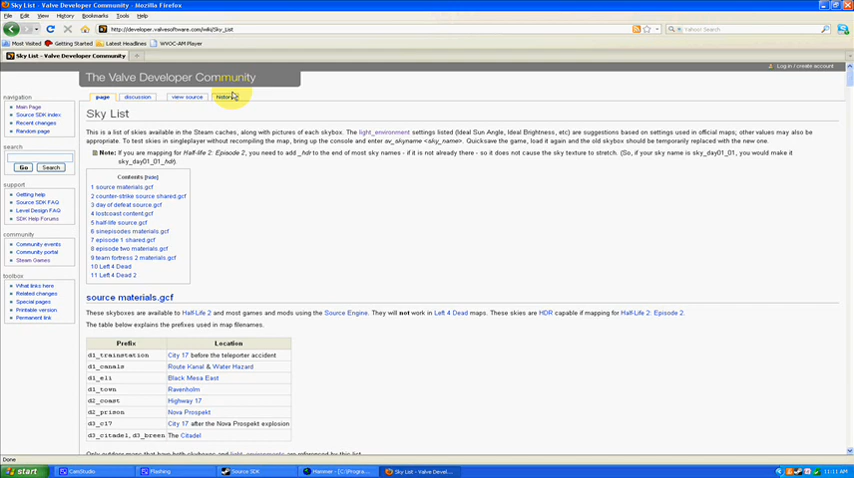 Sky List - Valve Developer Community - Mozilla Firefox
File Edit View History Bookmarks Tools Help
http://developer.valvesoftware.com/wiki/Sky_List
Yahoo! Search
Most Visited Getting Started Latest Headlines WVOC-AM Player
Sky List - Valve Developer Community
Log in / create account
The Valve Developer Community
page discussion view source history
navigation
Main Page
Source SDK index
Recent changes
Random page
search
Go Search
support
Getting help
Source SDK FAQ
Level Design FAQ
SDK Help Forums
community
Community events
Community portal
Steam Games
toolbox
What links here
Related changes
Special pages
Printable version
Permanent link
Sky List
This is a list of skies available in the Steam caches, along with pictures of each skybox. The light_environment settings listed (Ideal Sun Angle, Ideal Brightness, etc) are suggestions based on settings used in official maps; other values may also be
appropriate. To test skies in singleplayer without recompiling the map, bring up the console and enter sv_skyname <sky_name>. Quicksave the game, load it again and the old skybox should be temporarily replaced with the new one.
Note: If you are mapping for Half-life 2: Episode 2, you need to add _hdr to the end of most sky names - if it is not already there - so it does not cause the sky texture to stretch. (So, if your sky name is sky_day01_01, you would make it
sky_day01_01_hdr).
Contents [hide]
1 source materials.gcf
2 counter-strike source shared.gcf
3 day of defeat source.gcf
4 lostcoast content.gcf
5 half-life source.gcf
6 sinepisodes materials.gcf
7 episode 1 shared.gcf
8 episode two materials.gcf
9 team fortress 2 materials.gcf
10 Left 4 Dead
11 Left 4 Dead 2
source materials.gcf
These skyboxes are available to Half-Life 2 and most games and mods using the Source Engine. They will not work in Left 4 Dead maps. These skies are HDR capable if mapping for Half-Life 2: Episode 2.
The table below explains the prefixes used in map filenames.
Prefix Location
d1_trainstation City 17 before the teleporter accident
d1_canals Route Kanal & Water Hazard
d1_eli Black Mesa East
d1_town Ravenholm
d2_coast Highway 17
d2_prison Nova Prospekt
d3_c17 City 17 after the Nova Prospekt explosion
d3_citadel, d3_breen The Citadel
Only outdoor maps that have both skyboxes and light_environments are referenced by this list.
Done
start CamStudio Flashing Source SDK Hammer - [C:\Progra... Sky List - Valve Devel... 11:11 AM